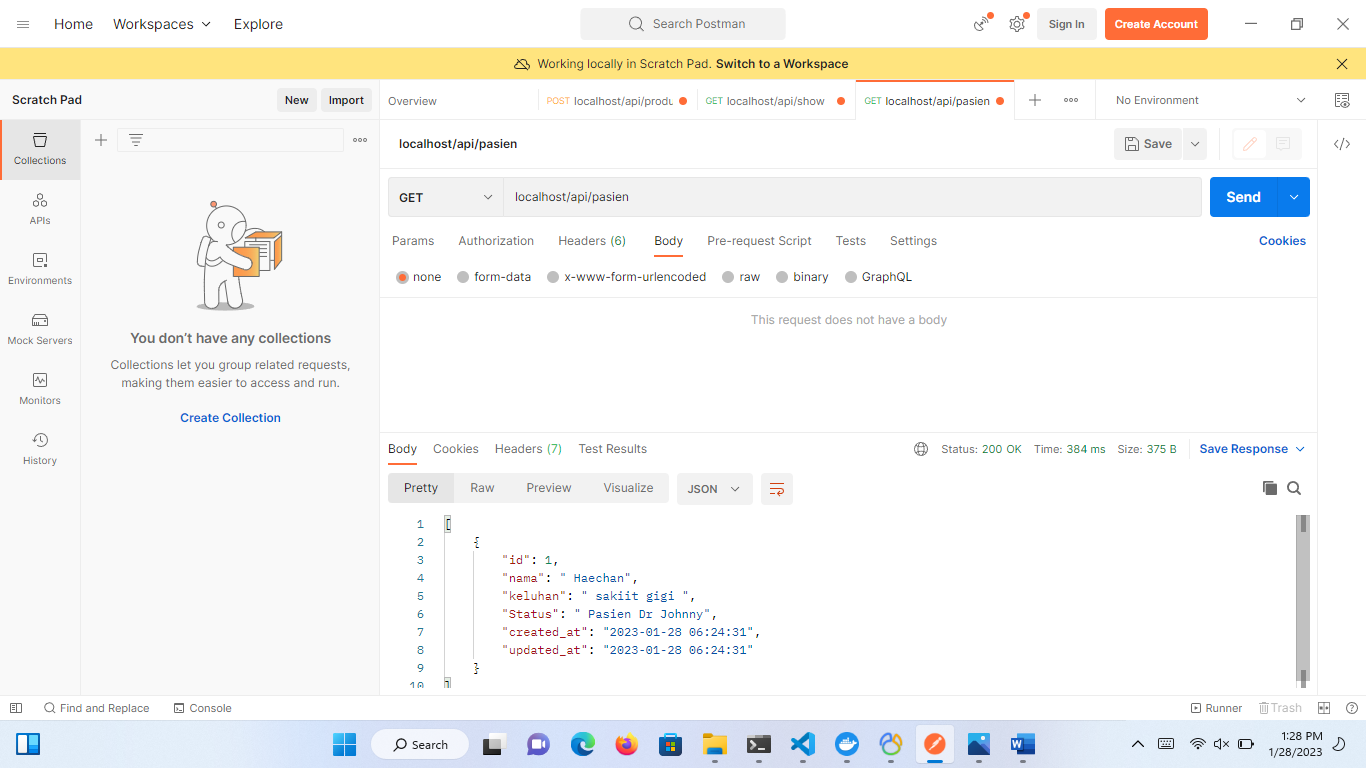 Home Workspaces Explore Search Postman Sign In Create Account
Working locally in Scratch Pad. Switch to a Workspace
Scratch Pad New Import Overview POST localhost/api/produ GET localhost/api/show GET localhost/api/pasien No Environment
Collections
APIs
Environments
Mock Servers
Monitors
History
You don’t have any collections
Collections let you group related requests,
making them easier to access and run.
Create Collection
localhost/api/pasien Save
GET localhost/api/pasien Send
Params Authorization Headers (6) Body Pre-request Script Tests Settings Cookies
none form-data x-www-form-urlencoded raw binary GraphQL
This request does not have a body
Body Cookies Headers (7) Test Results Status: 200 OK Time: 384 ms Size: 375 B Save Response
Pretty Raw Preview Visualize JSON
1 [
2 {
3 "id": 1,
4 "nama": " Haechan",
5 "keluhan": " sakiit gigi ",
6 "Status": " Pasien Dr Johnny",
7 "created_at": "2023-01-28 06:24:31",
8 "updated_at": "2023-01-28 06:24:31"
9 }
10 ]
Find and Replace Console Runner Trash
Search 1:28 PM
1/28/2023